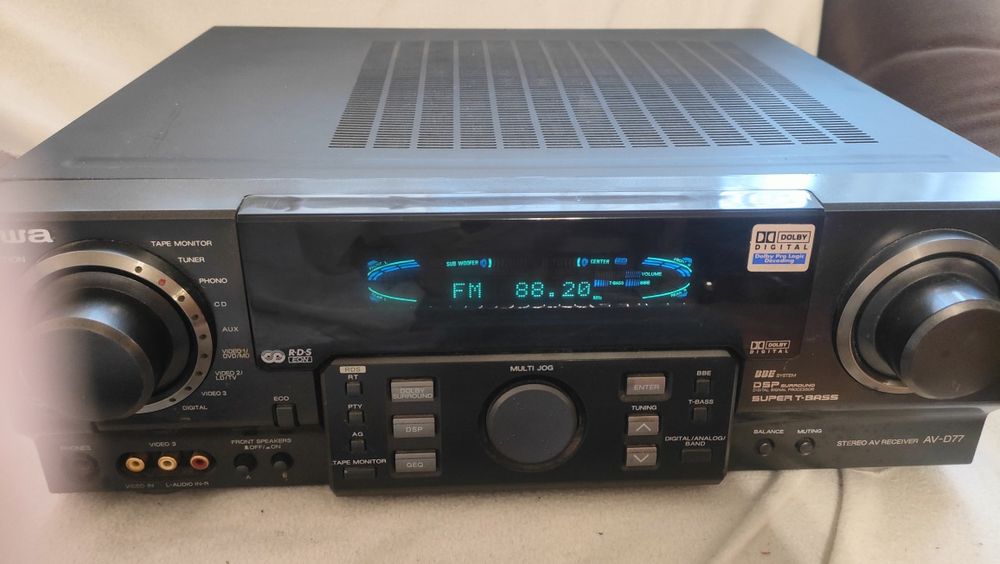 wa
TAPE MONITOR
TUNER
PHONO
CD
AUX
VIDEO 1/
DVD/MD
VIDEO 2/
LD/TV
VIDEO 3
DIGITAL
ECO
PHONES
VIDEO 3
FRONT SPEAKERS
VIDEO IN
L-AUDIO IN-R
A
B
SUB WOOFER
CENTER
VOLUME
T-BASS
BBE
FM 88.20
MHz
DOLBY
DIGITAL
Dolby Pro Logic
Decoding
R·D·S
EON
DOLBY
DIGITAL
RDS
RT
PTY
AG
TAPE MONITOR
DOLBY
SURROUND
DSP
GEQ
MULTI JOG
ENTER
TUNING
BBE
T-BASS
DIGITAL/ANALOG/
BAND
BBE SYSTEM
DSP SURROUND
DIGITAL SIGNAL PROCESSOR
SUPER T-BASS
BALANCE
MUTING
STEREO AV RECEIVER AV-D77